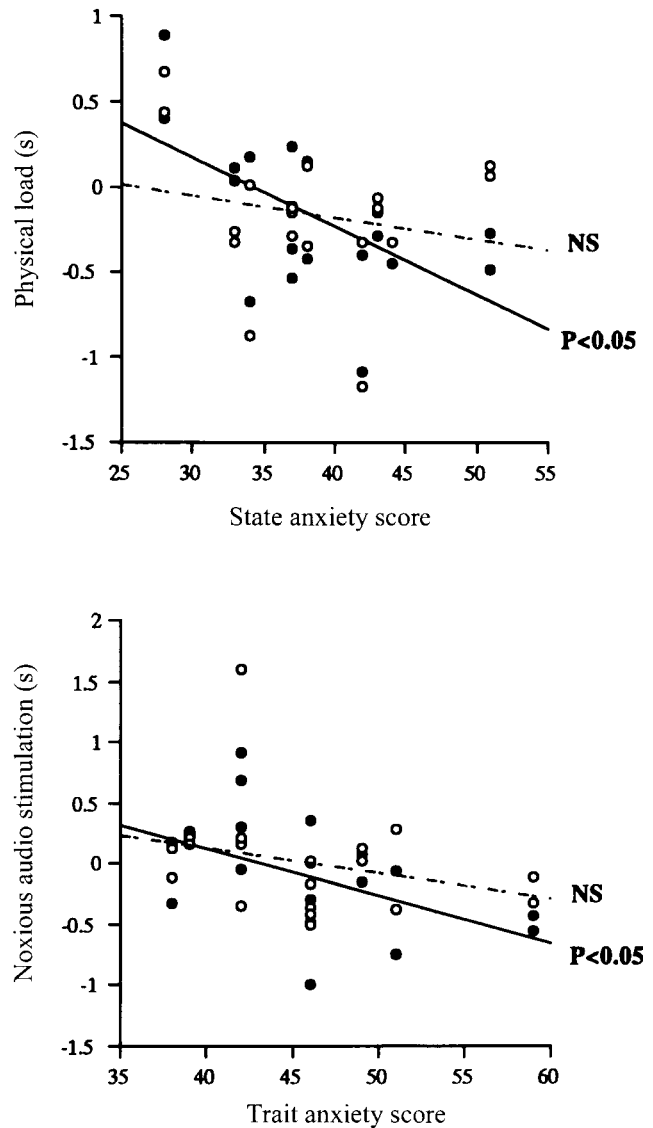 1
0.5
0
-0.5
-1
-1.5
Physical load (s)
NS
P<0.05
25 30 35 40 45 50 55
State anxiety score
2
1.5
1
0.5
0
-0.5
-1
-1.5
Noxious audio stimulation (s)
NS
P<0.05
35 40 45 50 55 60
Trait anxiety score